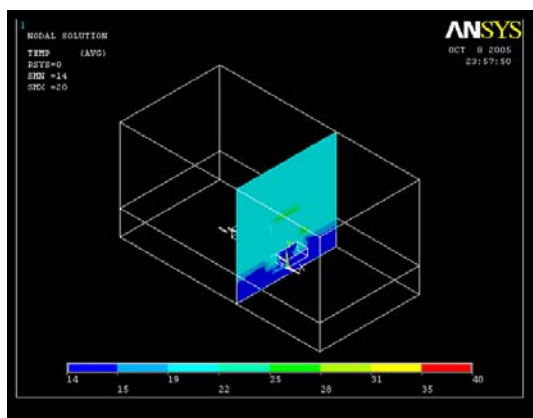 1
NODAL SOLUTION
TEMP (AVG)
RSYS=0
SMN =14
SMX =20
ANSYS
OCT 8 2005
23:57:50
14 19 25 31 40
15 22 28 35